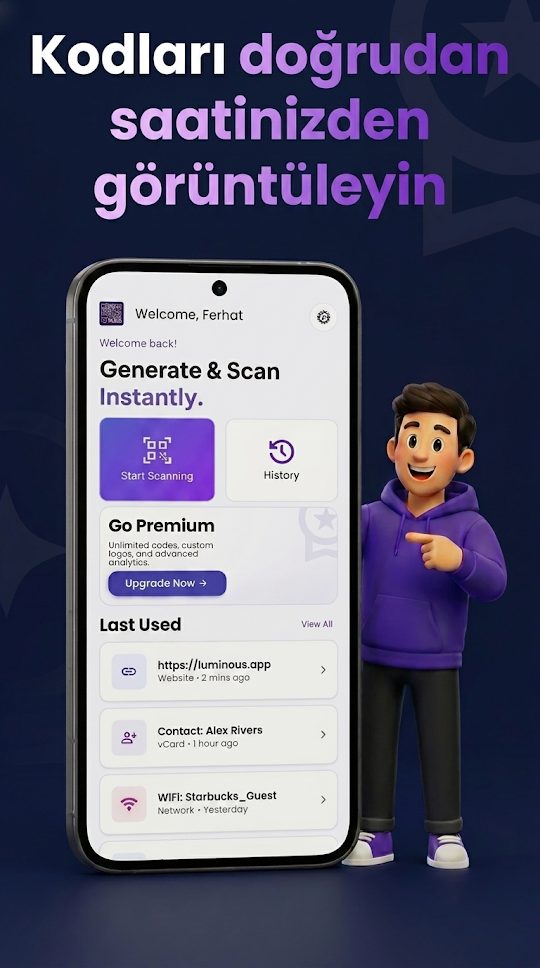 Kodları doğrudan
saatinizden
görüntüleyin
Welcome, Ferhat
Welcome back!
Generate & Scan
Instantly.
Start Scanning
History
Go Premium
Unlimited codes, custom
logos, and advanced
analytics.
Upgrade Now →
Last Used
View All
https://luminous.app
Website • 2 mins ago
Contact: Alex Rivers
vCard • 1 hour ago
WiFi: Starbucks_Guest
Network • Yesterday